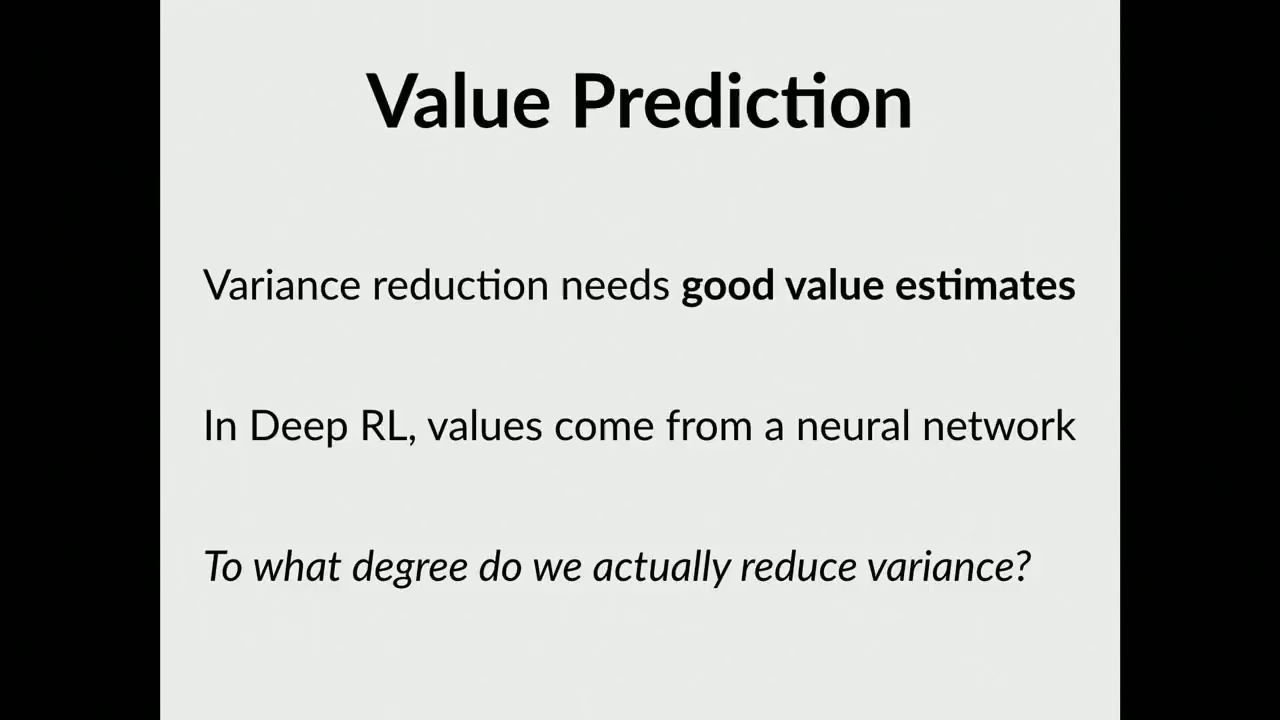 Value Prediction
Variance reduction needs good value estimates
In Deep RL, values come from a neural network
To what degree do we actually reduce variance?